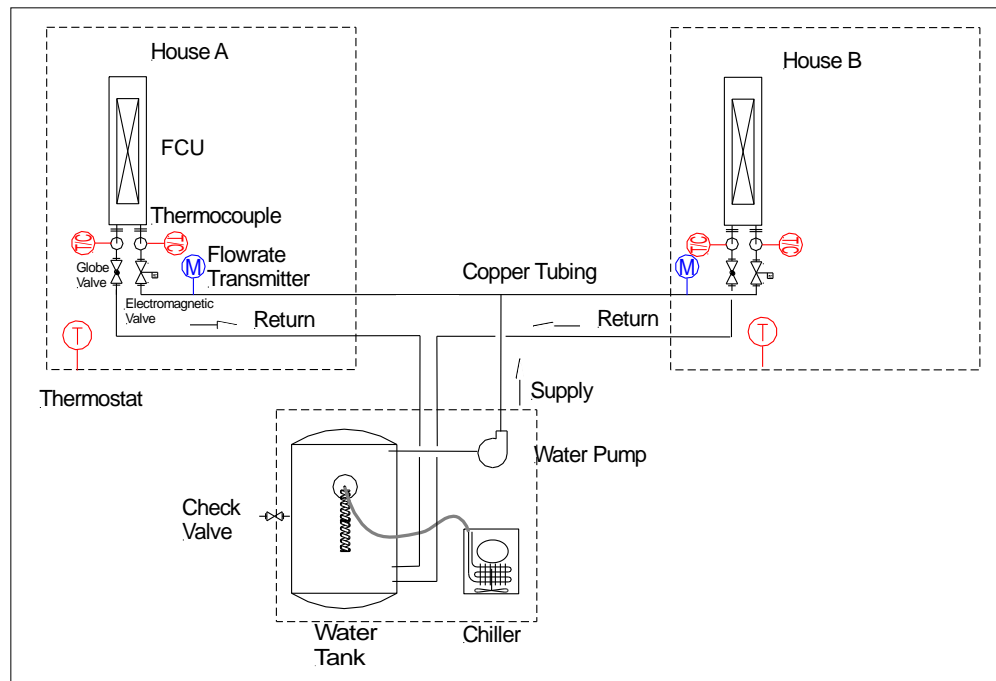 House A
House B
FCU
Thermocouple
T/C
T/C
T/C
T/C
Globe
Valve
M
Flowrate
Transmitter
Copper Tubing
M
Electromagnetic
Valve
Return
Return
T
T
Thermostat
Supply
Water Pump
Check
Valve
Water
Tank
Chiller